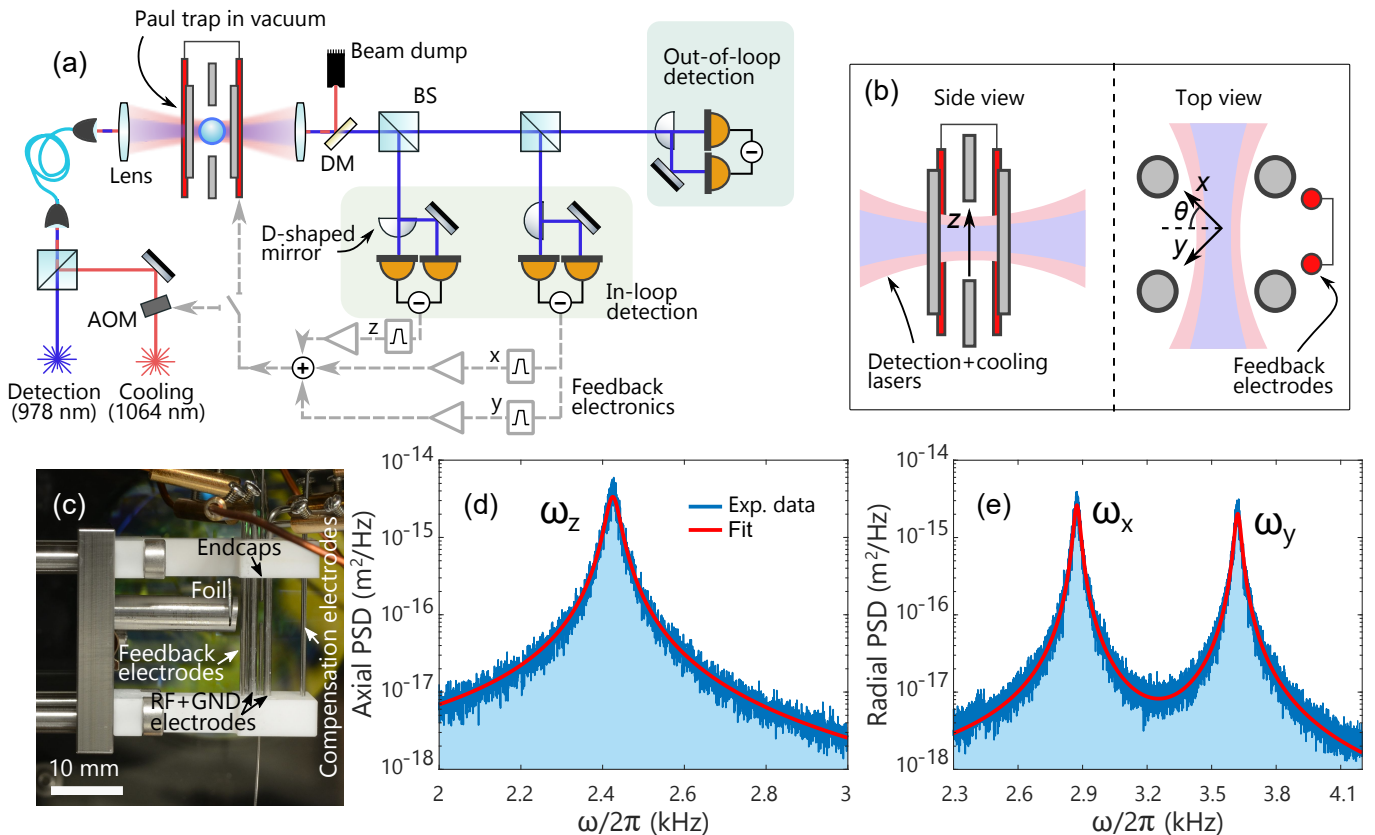 (a)
Paul trap in vacuum
Beam dump
BS
Out-of-loop
detection
Lens
DM
D-shaped
mirror
In-loop
detection
AOM
z
x
y
+
−
−
−
Feedback
electronics
Detection
(978 nm)
Cooling
(1064 nm)
(b)
Side view
Top view
z
x
θ
y
Detection+cooling
lasers
Feedback
electrodes
(c)
Endcaps
Foil
Feedback
electrodes
RF+GND
electrodes
Compensation electrodes
10 mm
(d)
ωz
Exp. data
Fit
Axial PSD (m²/Hz)
10⁻¹⁴
10⁻¹⁵
10⁻¹⁶
10⁻¹⁷
10⁻¹⁸
2
2.2
2.4
2.6
2.8
3
ω/2π (kHz)
(e)
ωx
ωy
Radial PSD (m²/Hz)
10⁻¹⁴
10⁻¹⁵
10⁻¹⁶
10⁻¹⁷
10⁻¹⁸
2.3
2.6
2.9
3.2
3.5
3.8
4.1
ω/2π (kHz)